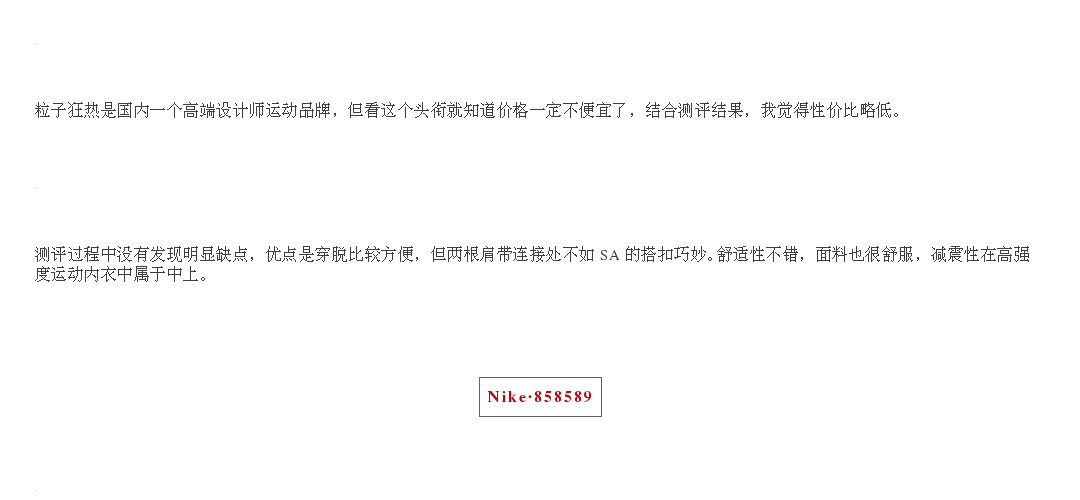 粒子狂热是国内一个高端设计师运动品牌，但看这个头衔就知道价格一定不便宜了，结合测评结果，我觉得性价比略低。
测评过程中没有发现明显缺点，优点是穿脱比较方便，但两根肩带连接处不如 SA 的搭扣巧妙。舒适性不错，面料也很舒服，减震性在高强
度运动内衣中属于中上。
Nike·858589